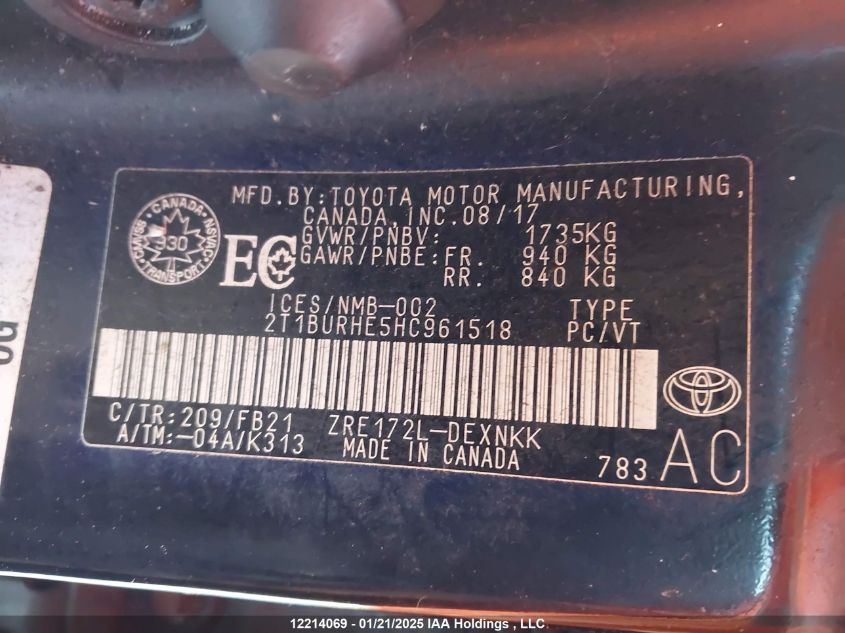 MFD.BY:TOYOTA MOTOR MANUFACTURING,
CANADA,INC.08/17
GVWR/PNBV: 1735KG
GAWR/PNBE:FR. 940 KG
RR. 840 KG
CANADA
330
TRANSPORT
EC
ICES/NMB-002 TYPE
2T1BURHE5HC961518 PC/VT
C/TR:209/FB21 ZRE172L-DEXNKK
A/TM:-04A/K313 MADE IN CANADA
783 AC
12214069 - 01/21/2025 IAA Holdings , LLC.